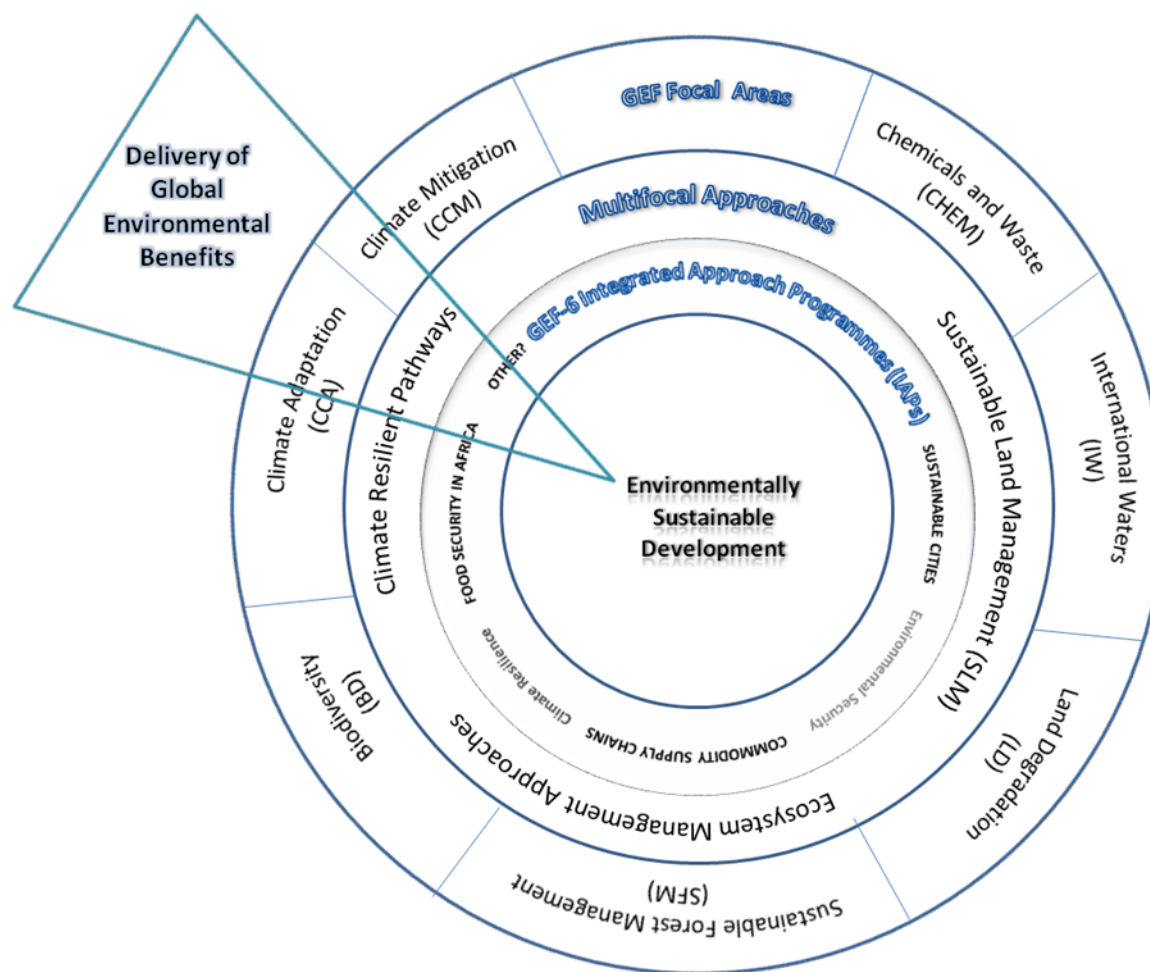 Delivery of
Global
Environmental
Benefits
GEF Focal Areas
Chemicals and Waste
(CHEM)
International Waters
(IW)
Land Degradation
(LD)
Sustainable Forest Management
(SFM)
Biodiversity
(BD)
Climate Adaptation
(CCA)
Climate Mitigation
(CCM)
Multifocal Approaches
Sustainable Land Management (SLM)
Ecosystem Management Approaches
Climate Resilient Pathways
GEF-6 Integrated Approach Programmes (IAPs)
SUSTAINABLE CITIES
Environmental Security
COMMODITY SUPPLY CHAINS
Climate Resilience
FOOD SECURITY IN AFRICA
OTHER?
Environmentally
Sustainable
Development